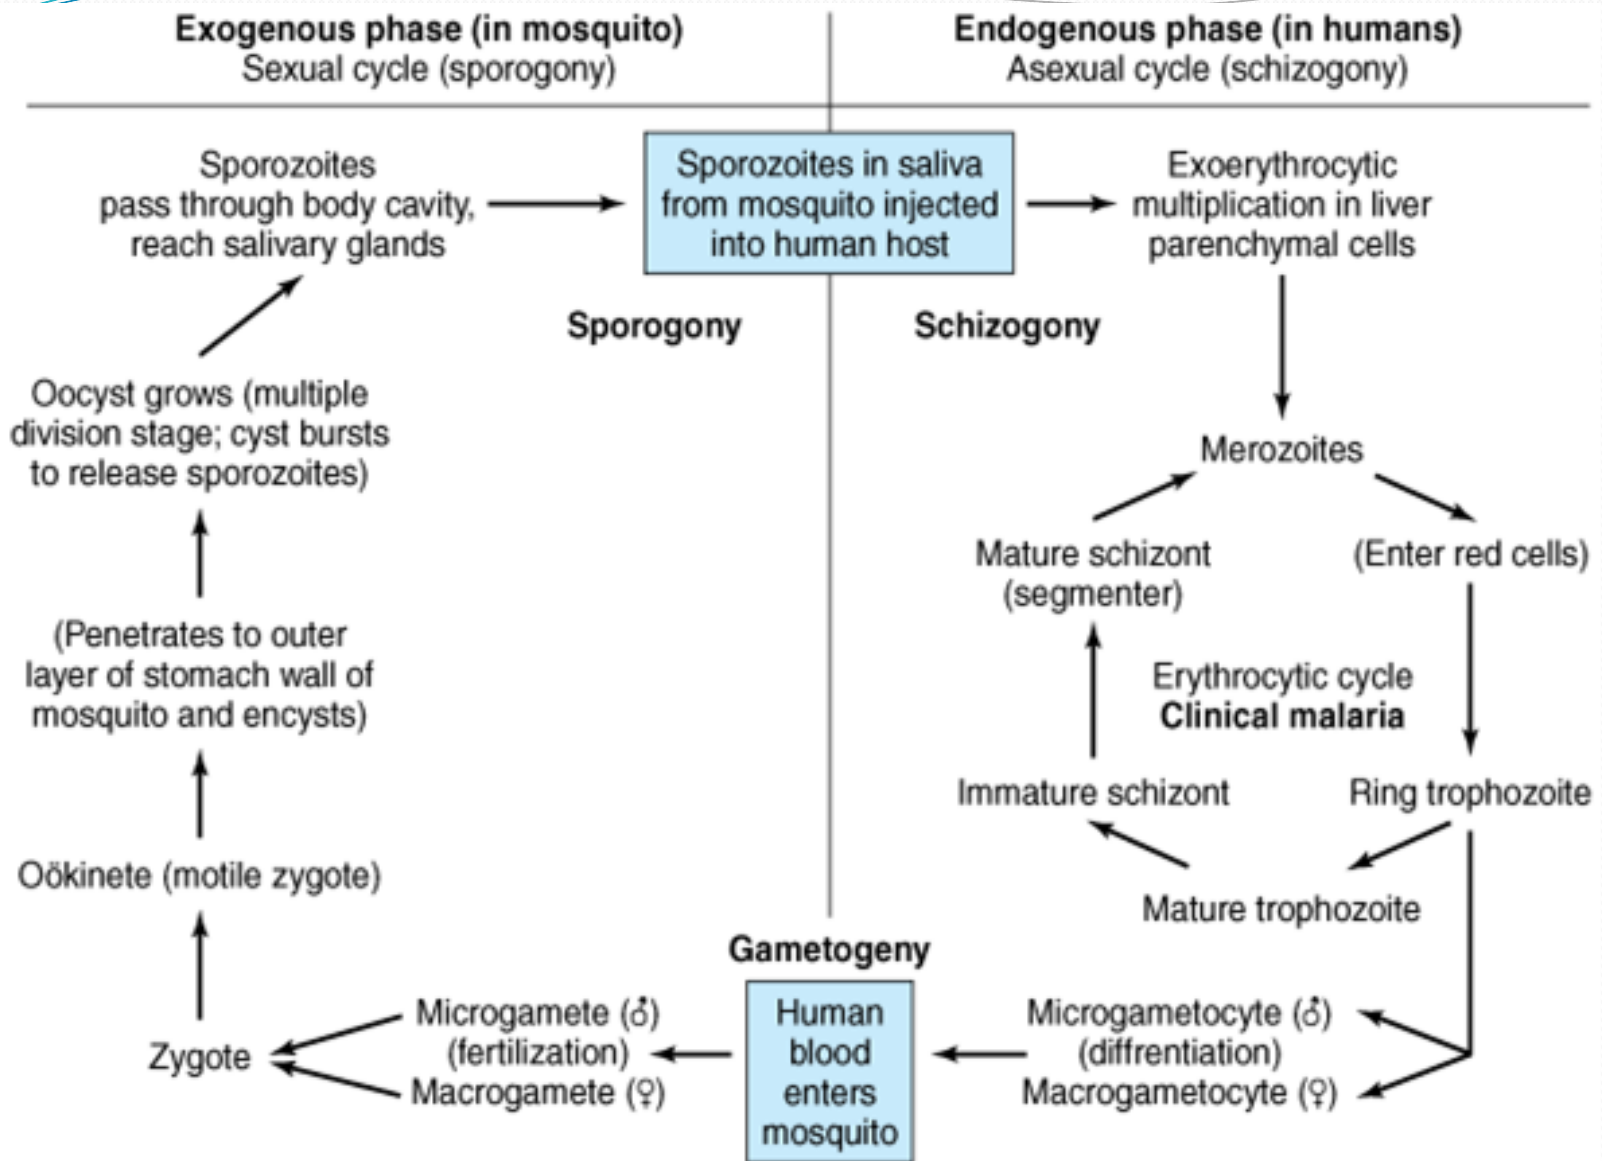 Exogenous phase (in mosquito)
Sexual cycle (sporogony)
Endogenous phase (in humans)
Asexual cycle (schizogony)
Sporozoites
pass through body cavity,
reach salivary glands
Sporozoites in saliva
from mosquito injected
into human host
Exoerythrocytic
multiplication in liver
parenchymal cells
Sporogony
Schizogony
Oocyst grows (multiple
division stage; cyst bursts
to release sporozoites)
Merozoites
Mature schizont
(segmenter)
(Enter red cells)
(Penetrates to outer
layer of stomach wall of
mosquito and encysts)
Erythrocytic cycle
Clinical malaria
Immature schizont
Ring trophozoite
Oökinete (motile zygote)
Mature trophozoite
Gametogeny
Zygote
Microgamete (♂)
(fertilization)
Macrogamete (♀)
Human
blood
enters
mosquito
Microgametocyte (♂)
(diffrentiation)
Macrogametocyte (♀)